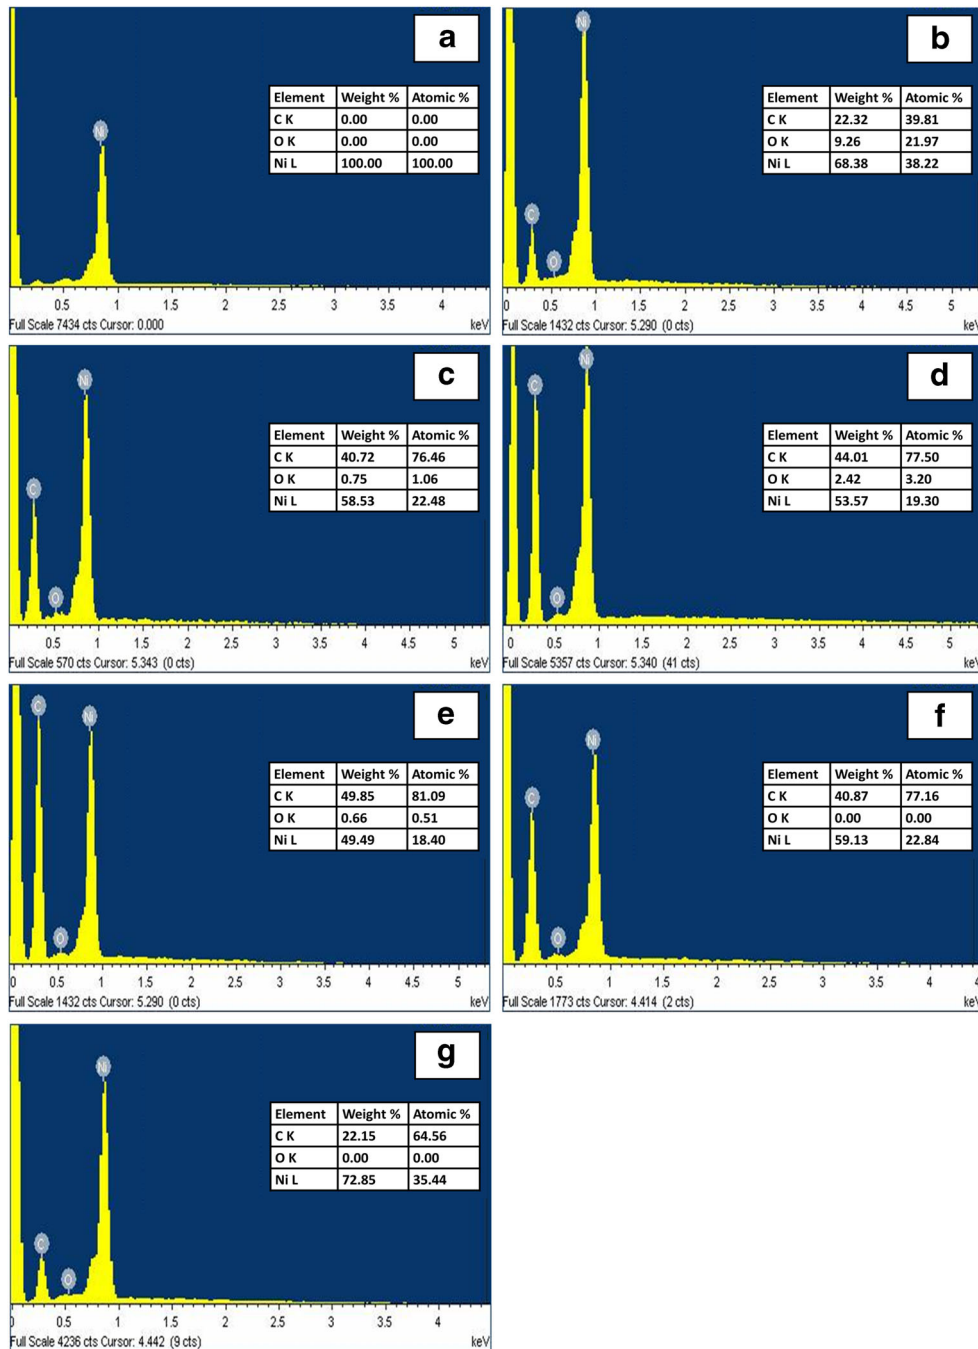 a
Ni
Element Weight % Atomic %
C K 0.00 0.00
O K 0.00 0.00
Ni L 100.00 100.00
0.5 1 1.5 2 2.5 3 3.5 4
Full Scale 7434 cts Cursor: 0.000 keV
b
Ni
C
O
Element Weight % Atomic %
C K 22.32 39.81
O K 9.26 21.97
Ni L 68.38 38.22
0 0.5 1 1.5 2 2.5 3 3.5 4 4.5 5
Full Scale 1432 cts Cursor: 5.290 (0 cts) keV
c
Ni
C
O
Element Weight % Atomic %
C K 40.72 76.46
O K 0.75 1.06
Ni L 58.53 22.48
0.5 1 1.5 2 2.5 3 3.5 4 4.5 5
Full Scale 570 cts Cursor: 5.343 (0 cts) keV
d
Ni
C
O
Element Weight % Atomic %
C K 44.01 77.50
O K 2.42 3.20
Ni L 53.57 19.30
0 0.5 1 1.5 2 2.5 3 3.5 4 4.5 5
Full Scale 5357 cts Cursor: 5.340 (41 cts) keV
e
C
Ni
O
Element Weight % Atomic %
C K 49.85 81.09
O K 0.66 0.51
Ni L 49.49 18.40
0 0.5 1 1.5 2 2.5 3 3.5 4 4.5 5
Full Scale 1432 cts Cursor: 5.290 (0 cts) keV
f
Ni
C
O
Element Weight % Atomic %
C K 40.87 77.16
O K 0.00 0.00
Ni L 59.13 22.84
0.5 1 1.5 2 2.5 3 3.5 4 4.
Full Scale 1773 cts Cursor: 4.414 (2 cts) keV
g
Ni
C
O
Element Weight % Atomic %
C K 22.15 64.56
O K 0.00 0.00
Ni L 72.85 35.44
0 0.5 1 1.5 2 2.5 3 3.5 4
Full Scale 4236 cts Cursor: 4.442 (9 cts) keV